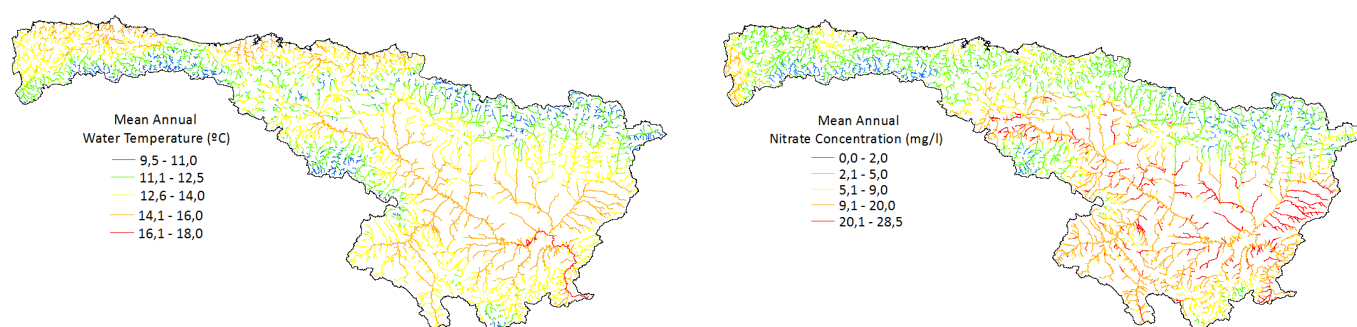 Mean Annual
Water Temperature (ºC)
9,5 - 11,0
11,1 - 12,5
12,6 - 14,0
14,1 - 16,0
16,1 - 18,0
Mean Annual
Nitrate Concentration (mg/l)
0,0 - 2,0
2,1 - 5,0
5,1 - 9,0
9,1 - 20,0
20,1 - 28,5